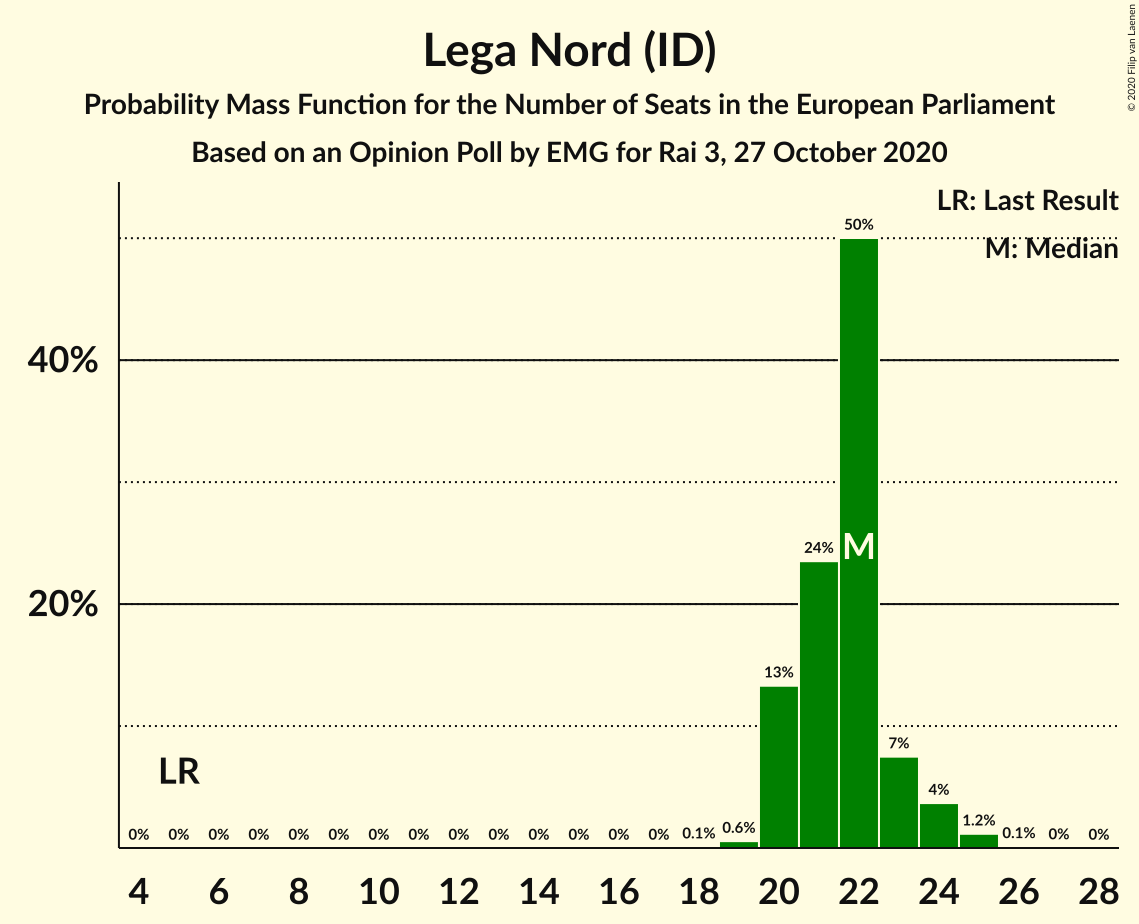 Lega Nord (ID)
Probability Mass Function for the Number of Seats in the European Parliament
Based on an Opinion Poll by EMG for Rai 3, 27 October 2020
© 2020 Filip van Laenen
LR: Last Result
M: Median
50%
40%
24%
M
20%
13%
7%
LR
4%
0% 0% 0% 0% 0% 0% 0% 0% 0% 0% 0% 0% 0% 0% 0.1% 0.6% 1.2% 0.1% 0% 0%
4 6 8 10 12 14 16 18 20 22 24 26 28